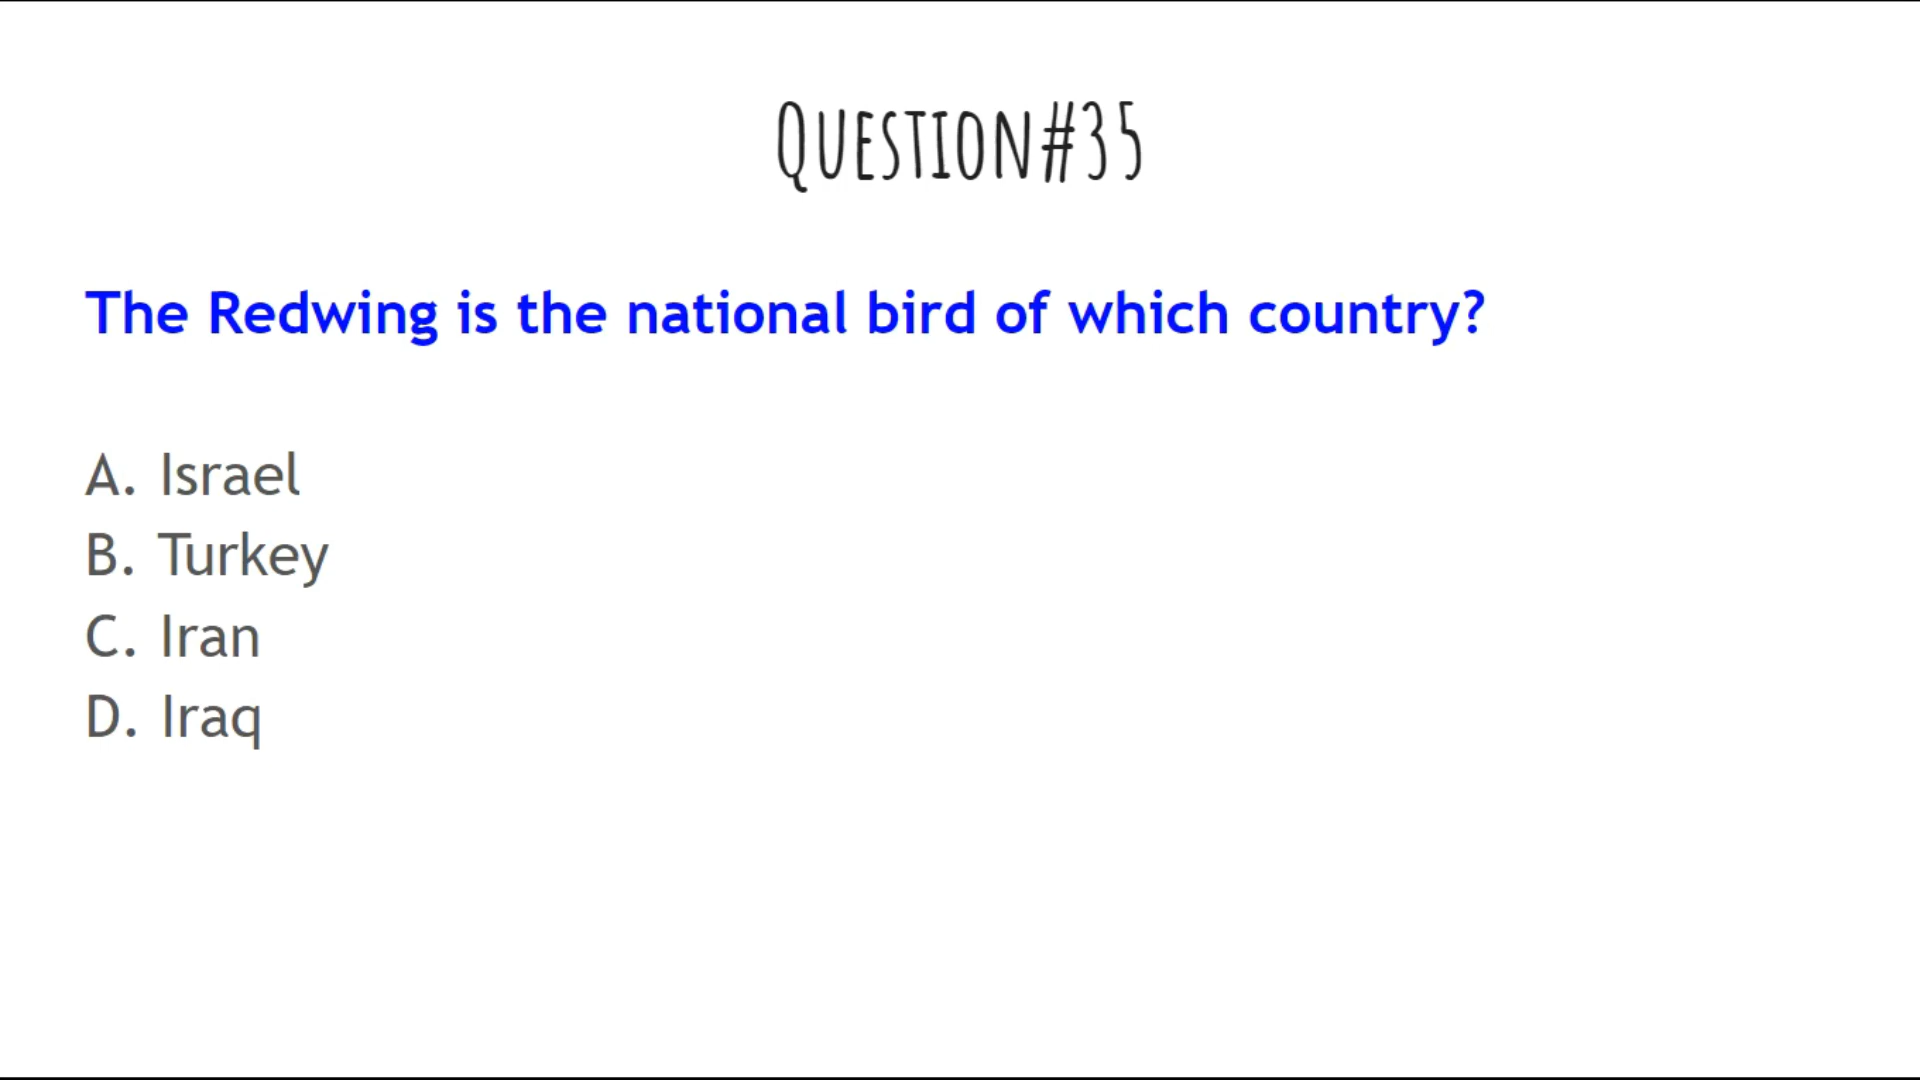 Question#35
The Redwing is the national bird of which country?
A. Israel
B. Turkey
C. Iran
D. Iraq